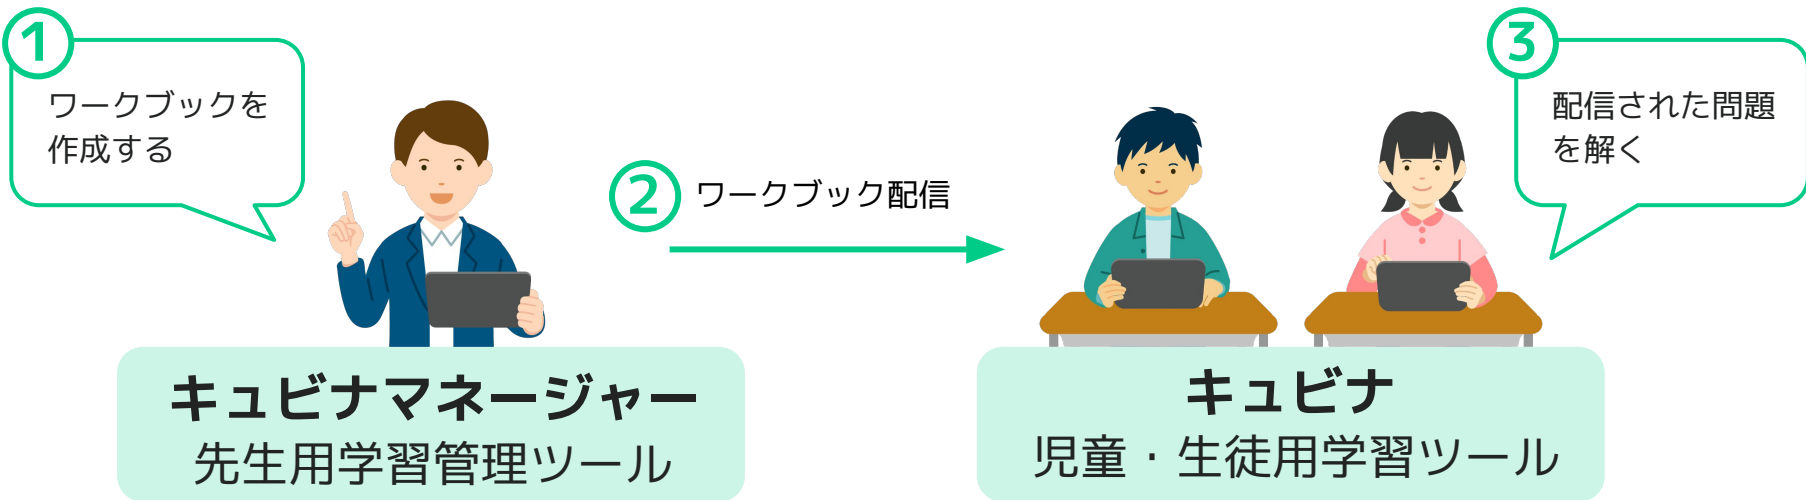 1
ワークブックを
作成する
2
ワークブック配信
3
配信された問題
を解く
キュビナマネージャー
先生用学習管理ツール
キュビナ
児童・生徒用学習ツール